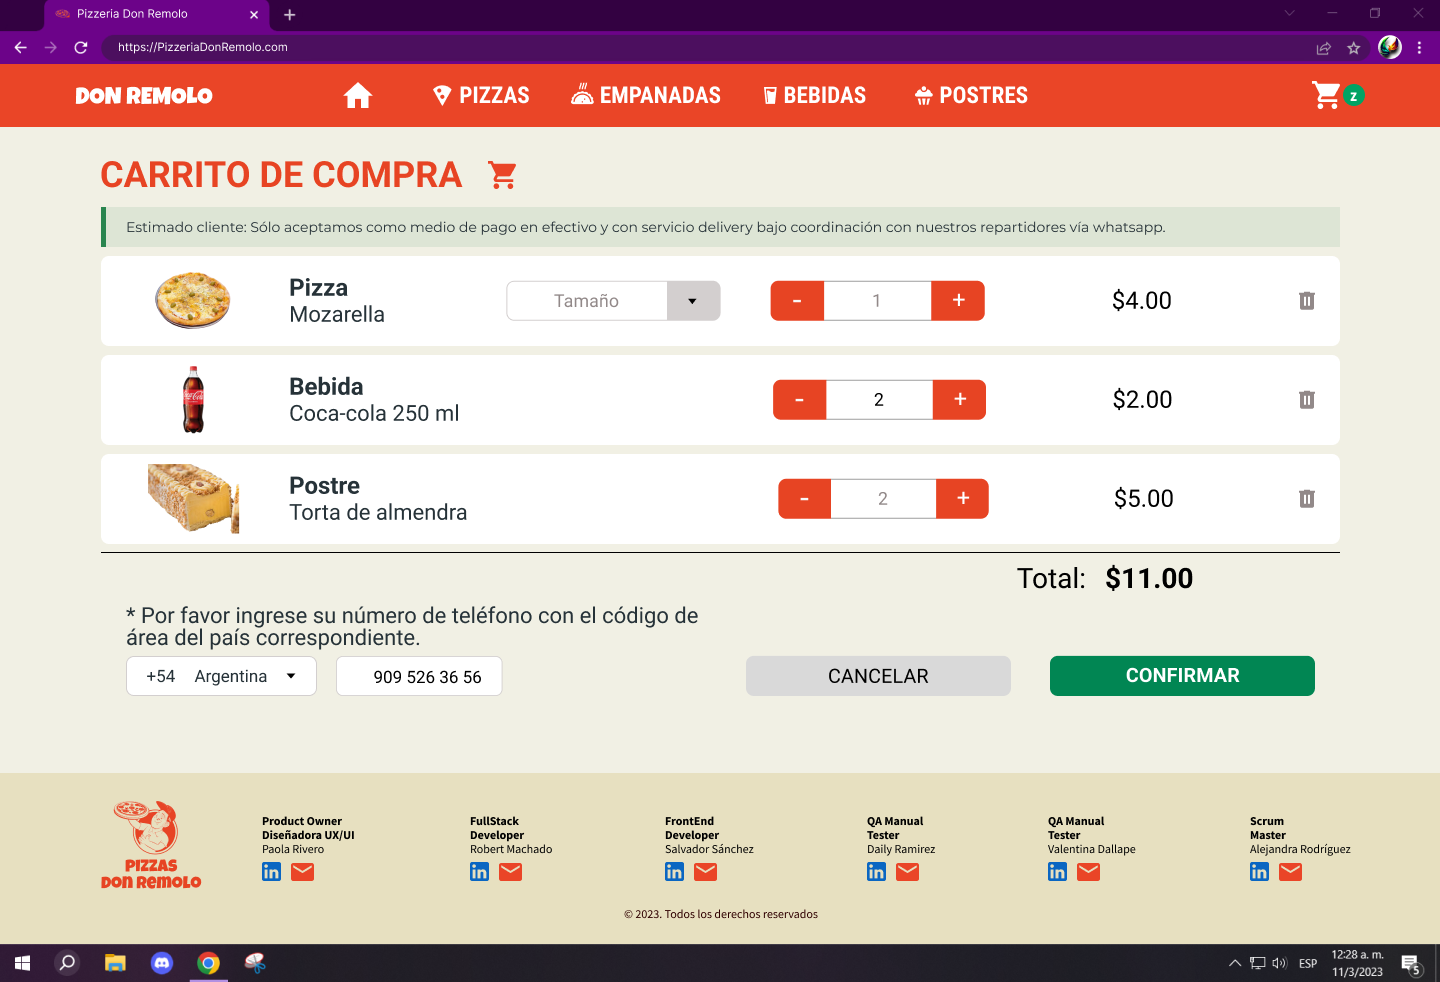 Pizzeria Don Remolo
https://PizzeriaDonRemolo.com
DON REMOLO
PIZZAS
EMPANADAS
BEBIDAS
POSTRES
z
CARRITO DE COMPRA
Estimado cliente: Sólo aceptamos como medio de pago en efectivo y con servicio delivery bajo coordinación con nuestros repartidores vía whatsapp.
Pizza
Mozarella
Tamaño
- 1 +
$4.00
Bebida
Coca-cola 250 ml
- 2 +
$2.00
Postre
Torta de almendra
- 2 +
$5.00
Total: $11.00
* Por favor ingrese su número de teléfono con el código de
área del país correspondiente.
+54 Argentina
909 526 36 56
CANCELAR
CONFIRMAR
PIZZAS
DON REMOLO
Product Owner
Diseñadora UX/UI
Paola Rivero
FullStack
Developer
Robert Machado
FrontEnd
Developer
Salvador Sánchez
QA Manual
Tester
Daily Ramirez
QA Manual
Tester
Valentina Dallape
Scrum
Master
Alejandra Rodríguez
© 2023. Todos los derechos reservados
ESP
12:28 a. m.
11/3/2023
5